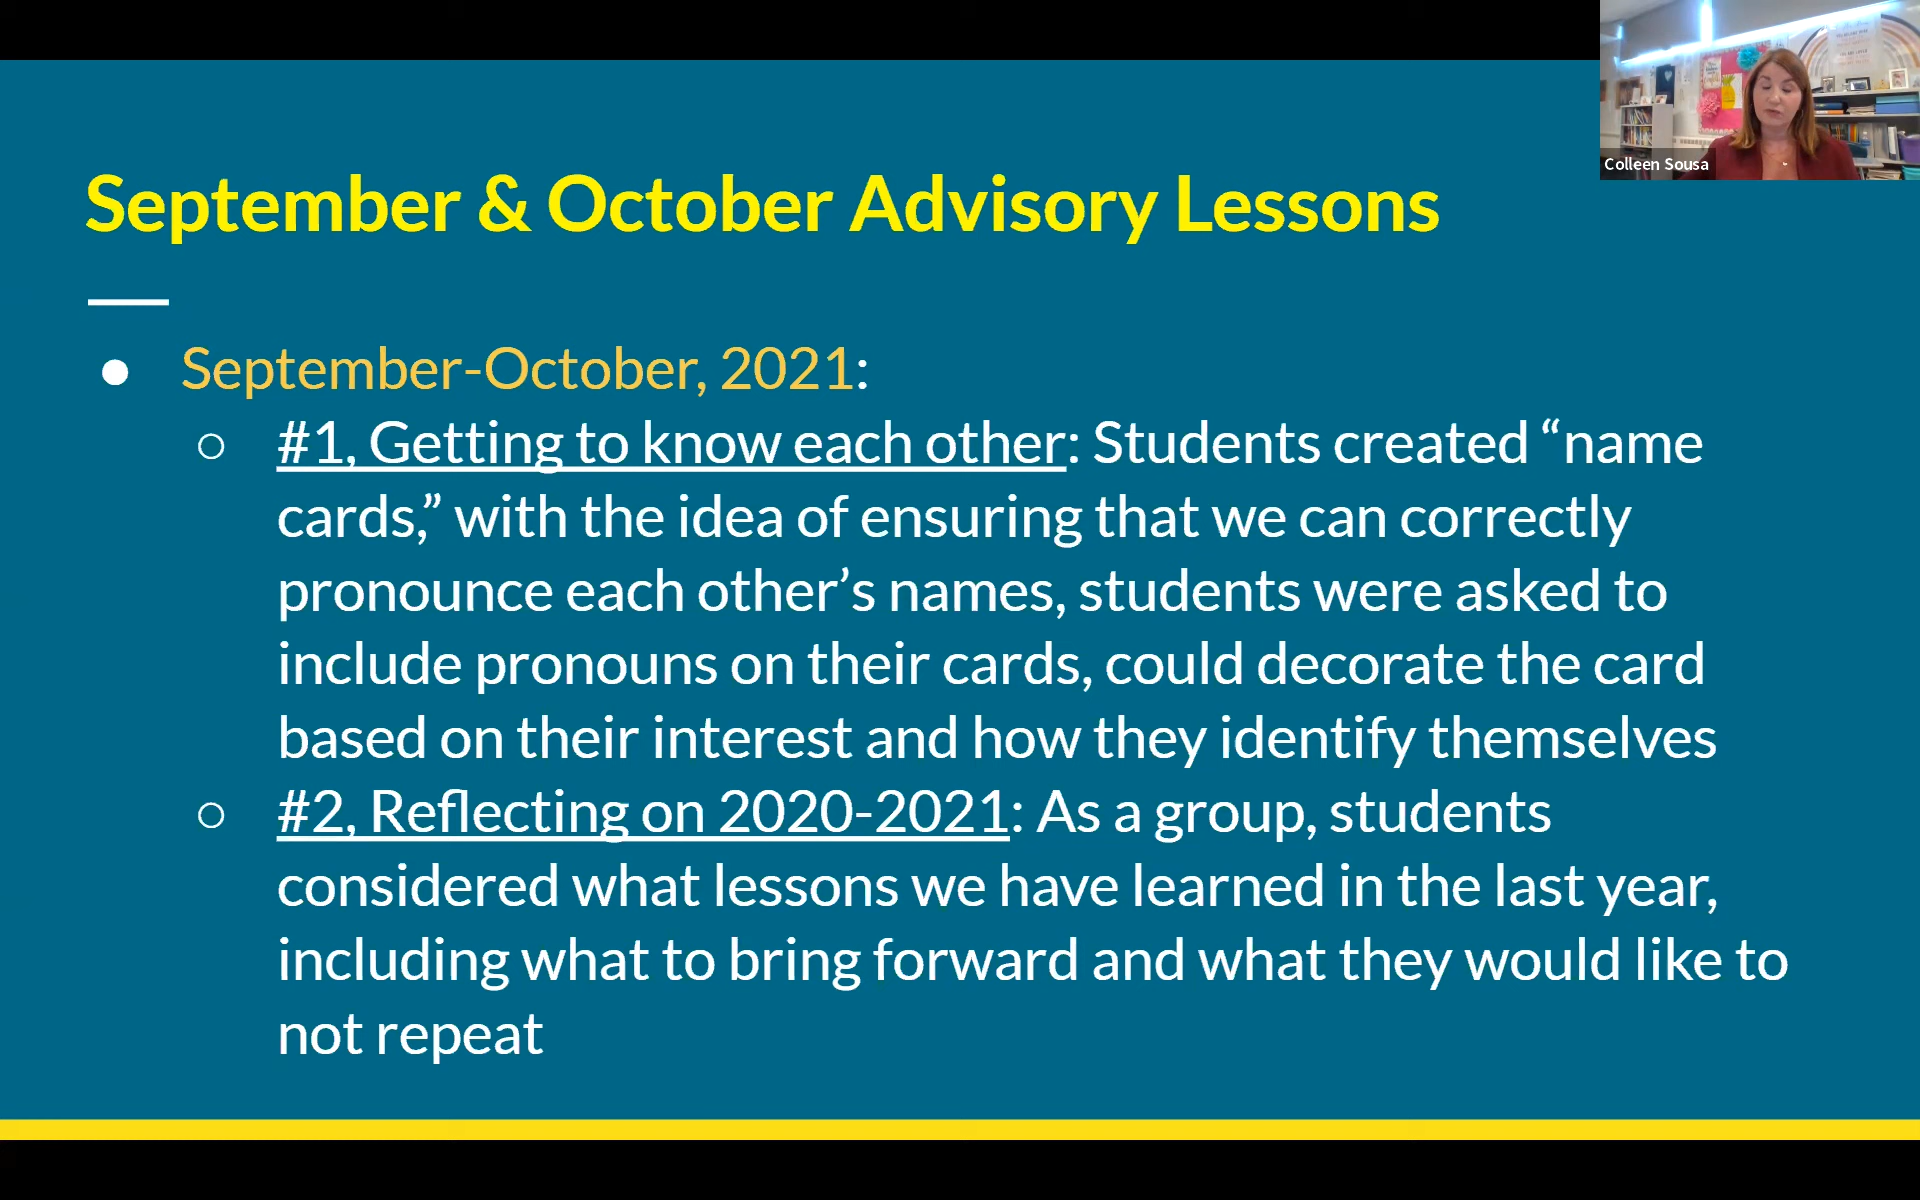 Colleen Sousa
September & October Advisory Lessons
● September-October, 2021:
○ #1, Getting to know each other: Students created “name
cards,” with the idea of ensuring that we can correctly
pronounce each other’s names, students were asked to
include pronouns on their cards, could decorate the card
based on their interest and how they identify themselves
○ #2, Reflecting on 2020-2021: As a group, students
considered what lessons we have learned in the last year,
including what to bring forward and what they would like to
not repeat